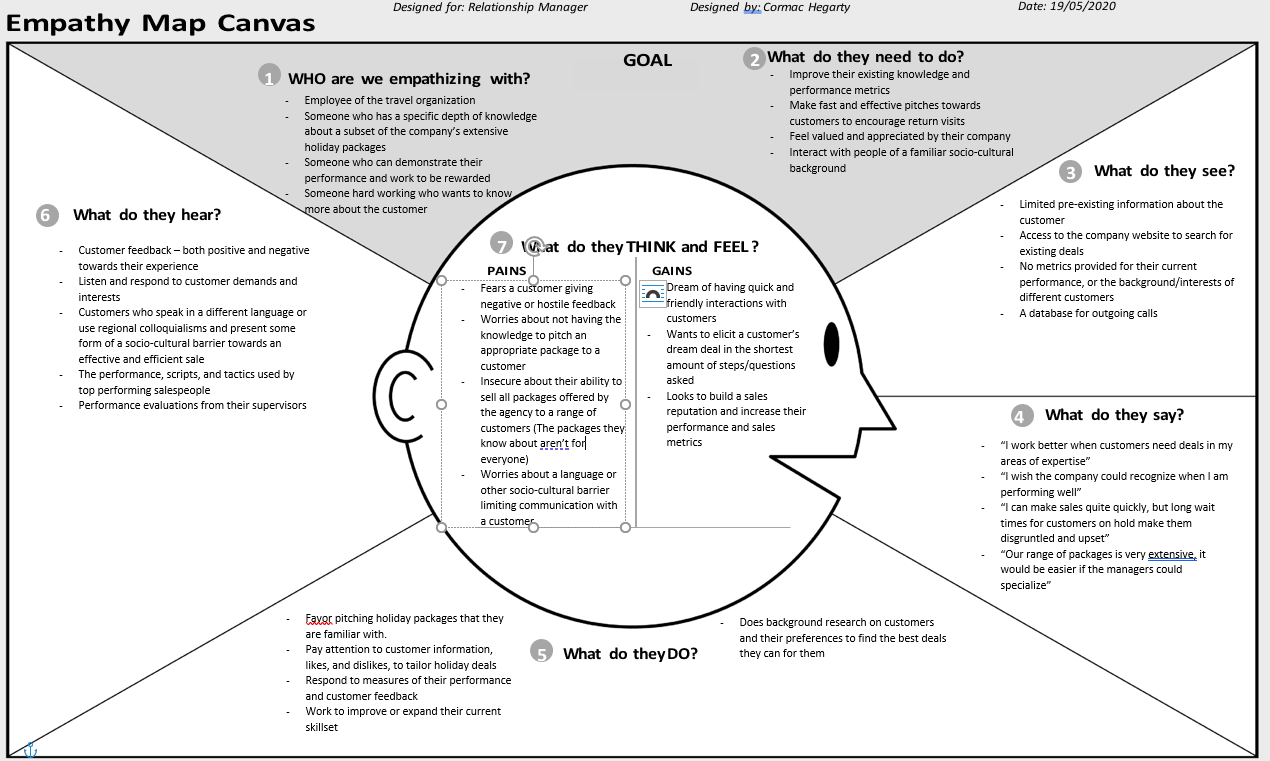 Designed for: Relationship Manager
Designed by: Cormac Hegarty
Date: 19/05/2020
Empathy Map Canvas
GOAL
1 WHO are we empathizing with?
- Employee of the travel organization
- Someone who has a specific depth of knowledge
about a subset of the company's extensive
holiday packages
- Someone who can demonstrate their
performance and work to be rewarded
- Someone hard working who wants to know
more about the customer
2 What do they need to do?
- Improve their existing knowledge and
performance metrics
- Make fast and effective pitches towards
customers to encourage return visits
- Feel valued and appreciated by their company
- Interact with people of a familiar socio-cultural
background
3 What do they see?
- Limited pre-existing information about the
customer
- Access to the company website to search for
existing deals
- No metrics provided for their current
performance, or the background/interests of
different customers
- A database for outgoing calls
4 What do they say?
- "I work better when customers need deals in my
areas of expertise"
- "I wish the company could recognize when I am
performing well"
- "I can make sales quite quickly, but long wait
times for customers on hold make them
disgruntled and upset"
- "Our range of packages is very extensive, it
would be easier if the managers could
specialize"
5 What do they DO?
- Favor pitching holiday packages that they
are familiar with.
- Pay attention to customer information,
likes, and dislikes, to tailor holiday deals
- Respond to measures of their performance
and customer feedback
- Work to improve or expand their current
skillset
- Does background research on customers
and their preferences to find the best deals
they can for them
6 What do they hear?
- Customer feedback – both positive and negative
towards their experience
- Listen and respond to customer demands and
interests
- Customers who speak in a different language or
use regional colloquialisms and present some
form of a socio-cultural barrier towards an
effective and efficient sale
- The performance, scripts, and tactics used by
top performing salespeople
- Performance evaluations from their supervisors
7 What do they THINK and FEEL?
PAINS
- Fears a customer giving
negative or hostile feedback
- Worries about not having the
knowledge to pitch an
appropriate package to a
customer
- Insecure about their ability to
sell all packages offered by
the agency to a range of
customers (The packages they
know about aren't for
everyone)
- Worries about a language or
other socio-cultural barrier
limiting communication with
a customer
GAINS
Dream of having quick and
friendly interactions with
customers
- Wants to elicit a customer's
dream deal in the shortest
amount of steps/questions
asked
- Looks to build a sales
reputation and increase their
performance and sales
metrics